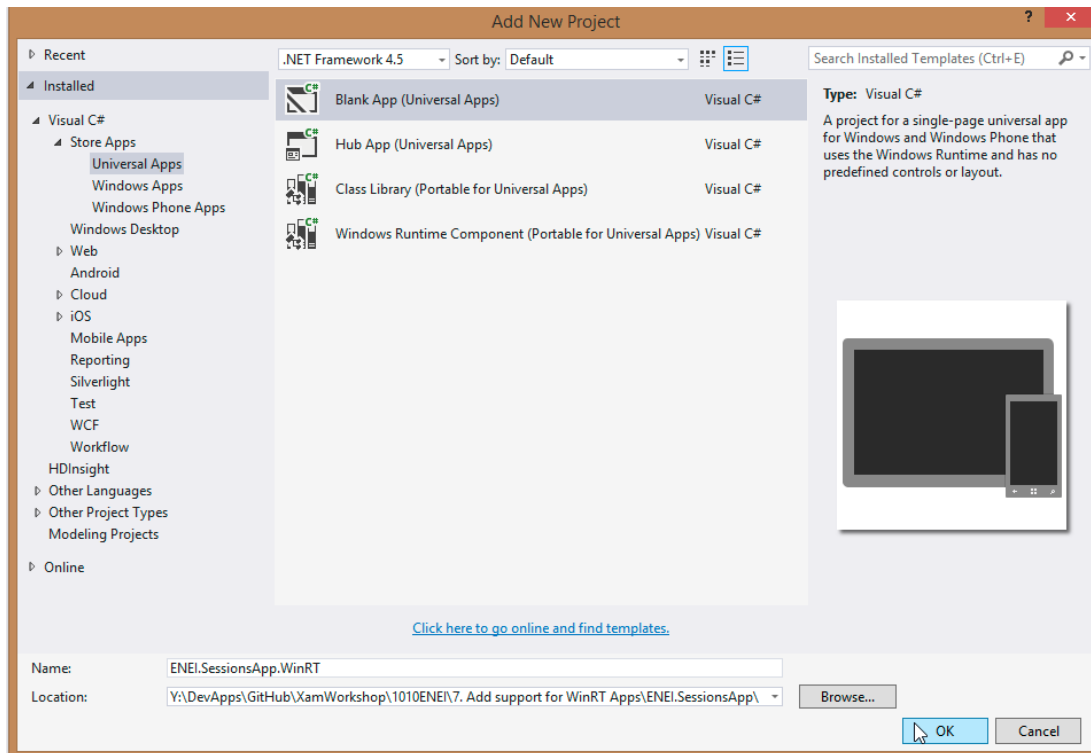 Add New Project
?
x
Recent
.NET Framework 4.5
Sort by: Default
Search Installed Templates (Ctrl+E)
Installed
Visual C#
Store Apps
Universal Apps
Windows Apps
Windows Phone Apps
Windows Desktop
Web
Android
Cloud
iOS
Mobile Apps
Reporting
Silverlight
Test
WCF
Workflow
HDInsight
Other Languages
Other Project Types
Modeling Projects
Online
C# Blank App (Universal Apps) Visual C#
C# Hub App (Universal Apps) Visual C#
C# Class Library (Portable for Universal Apps) Visual C#
C# Windows Runtime Component (Portable for Universal Apps) Visual C#
Type: Visual C#
A project for a single-page universal app
for Windows and Windows Phone that
uses the Windows Runtime and has no
predefined controls or layout.
Click here to go online and find templates.
Name: ENEI.SessionsApp.WinRT
Location: Y:\DevApps\GitHub\XamWorkshop\1010ENEI\7. Add support for WinRT Apps\ENEI.SessionsApp\
Browse...
OK
Cancel